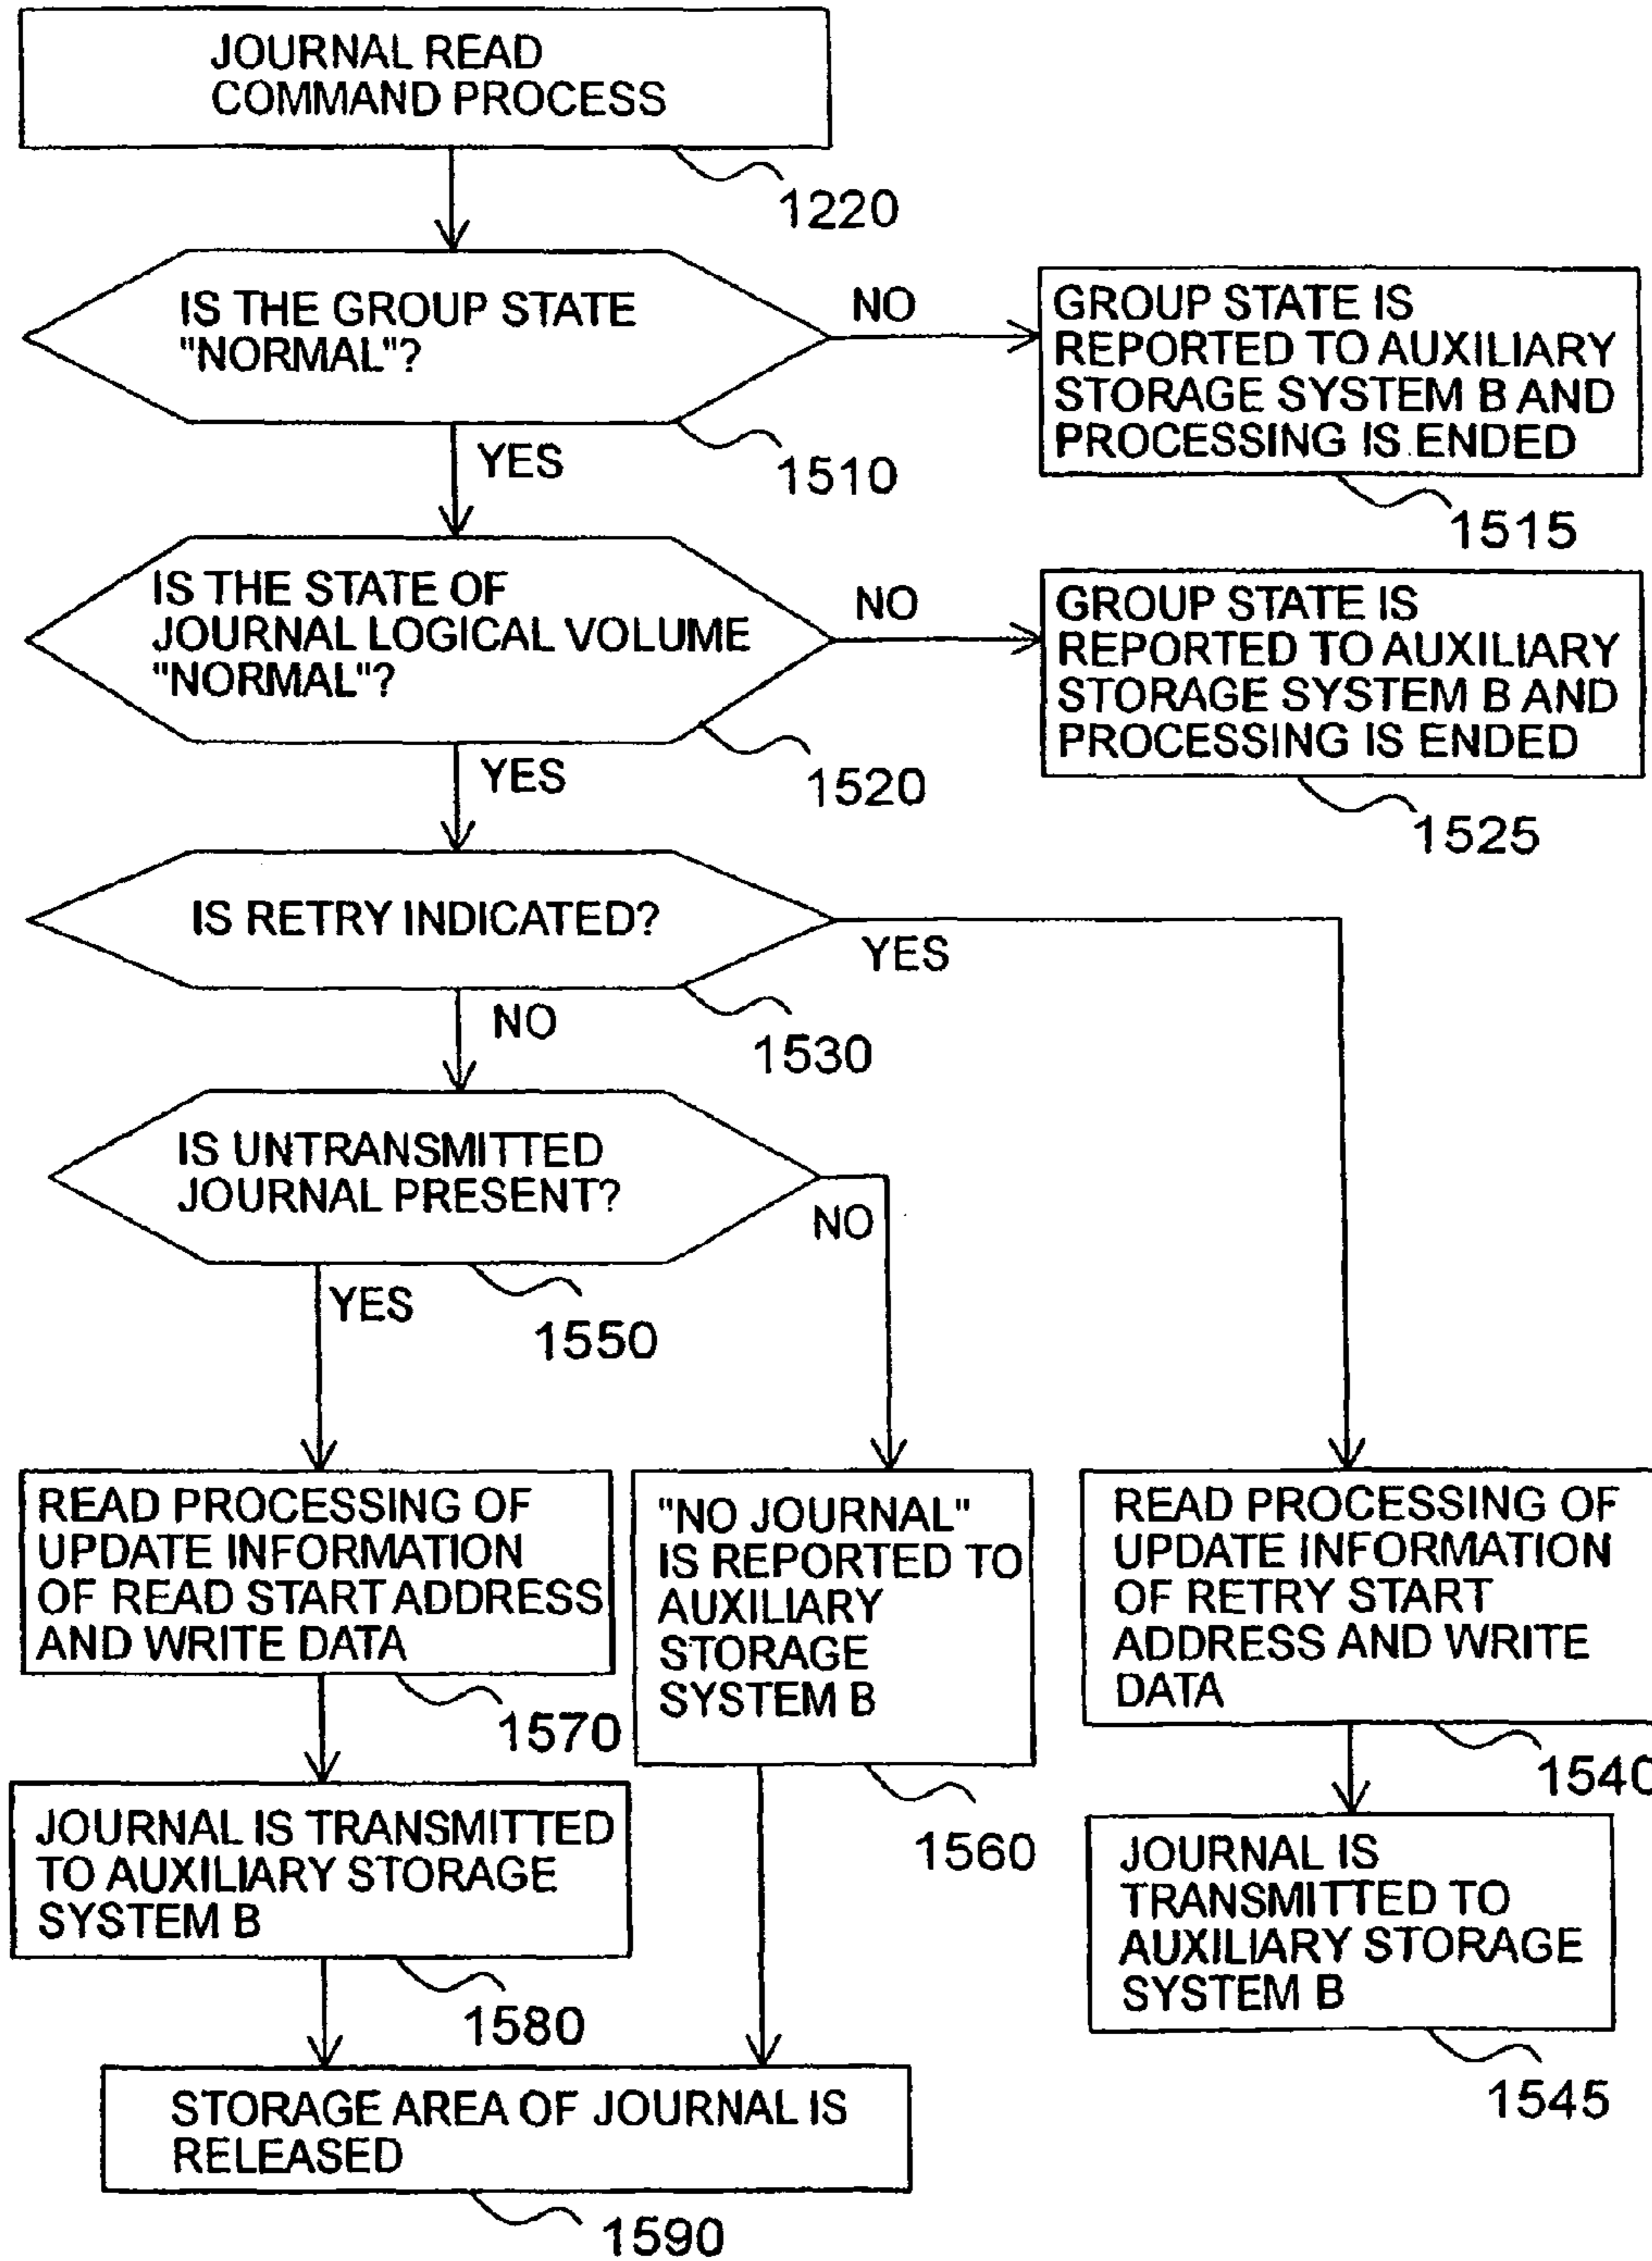 JOURNAL READ
COMMAND PROCESS
1220
IS THE GROUP STATE
"NORMAL"?
NO
GROUP STATE IS
REPORTED TO AUXILIARY
STORAGE SYSTEM B AND
PROCESSING IS ENDED
YES
1510
1515
IS THE STATE OF
JOURNAL LOGICAL VOLUME
"NORMAL"?
NO
GROUP STATE IS
REPORTED TO AUXILIARY
STORAGE SYSTEM B AND
PROCESSING IS ENDED
YES
1520
1525
IS RETRY INDICATED?
YES
NO
1530
IS UNTRANSMITTED
JOURNAL PRESENT?
NO
YES
1550
READ PROCESSING OF
UPDATE INFORMATION
OF READ START ADDRESS
AND WRITE DATA
1570
"NO JOURNAL"
IS REPORTED TO
AUXILIARY
STORAGE
SYSTEM B
1560
READ PROCESSING OF
UPDATE INFORMATION
OF RETRY START
ADDRESS AND WRITE
DATA
1540
JOURNAL IS TRANSMITTED
TO AUXILIARY STORAGE
SYSTEM B
1580
JOURNAL IS
TRANSMITTED TO
AUXILIARY STORAGE
SYSTEM B
1545
STORAGE AREA OF JOURNAL IS
RELEASED
1590